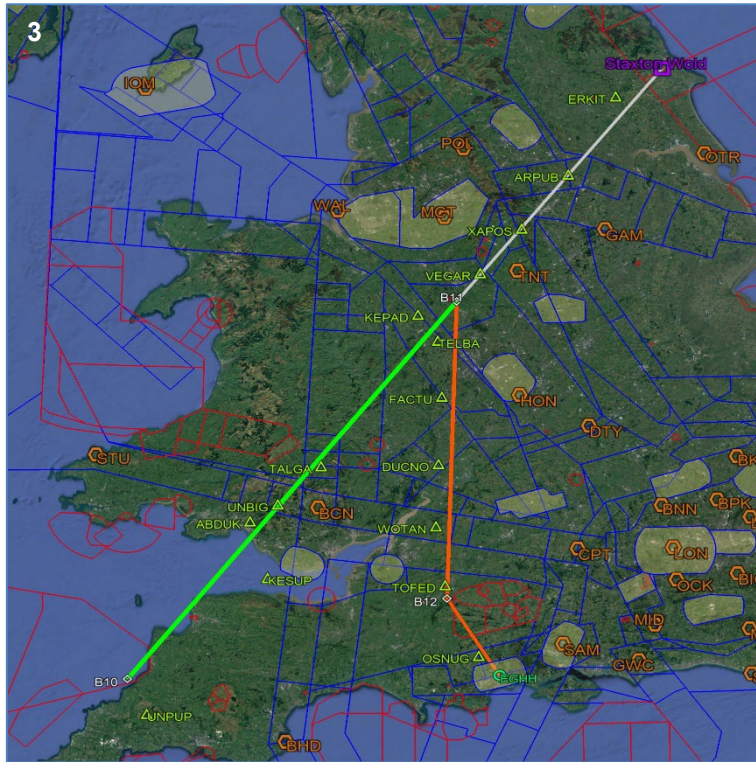 3
Staxton Wold
IOM
ERKIT
POL
OTR
ARPUB
WAL
MCT
XAPOS
GAM
VEGAR
TNT
B11
KEPAD
TELBA
FACTU
HON
DTY
STU
TALGA
DUCNO
UNBIG
BCN
ABDUK
BNN
BPK
WOTAN
CPT
LON
KESUP
TOFED
OCK
B12
MID
OSNUG
SAM
GWC
EGHH
B10
UNPUP
BHD